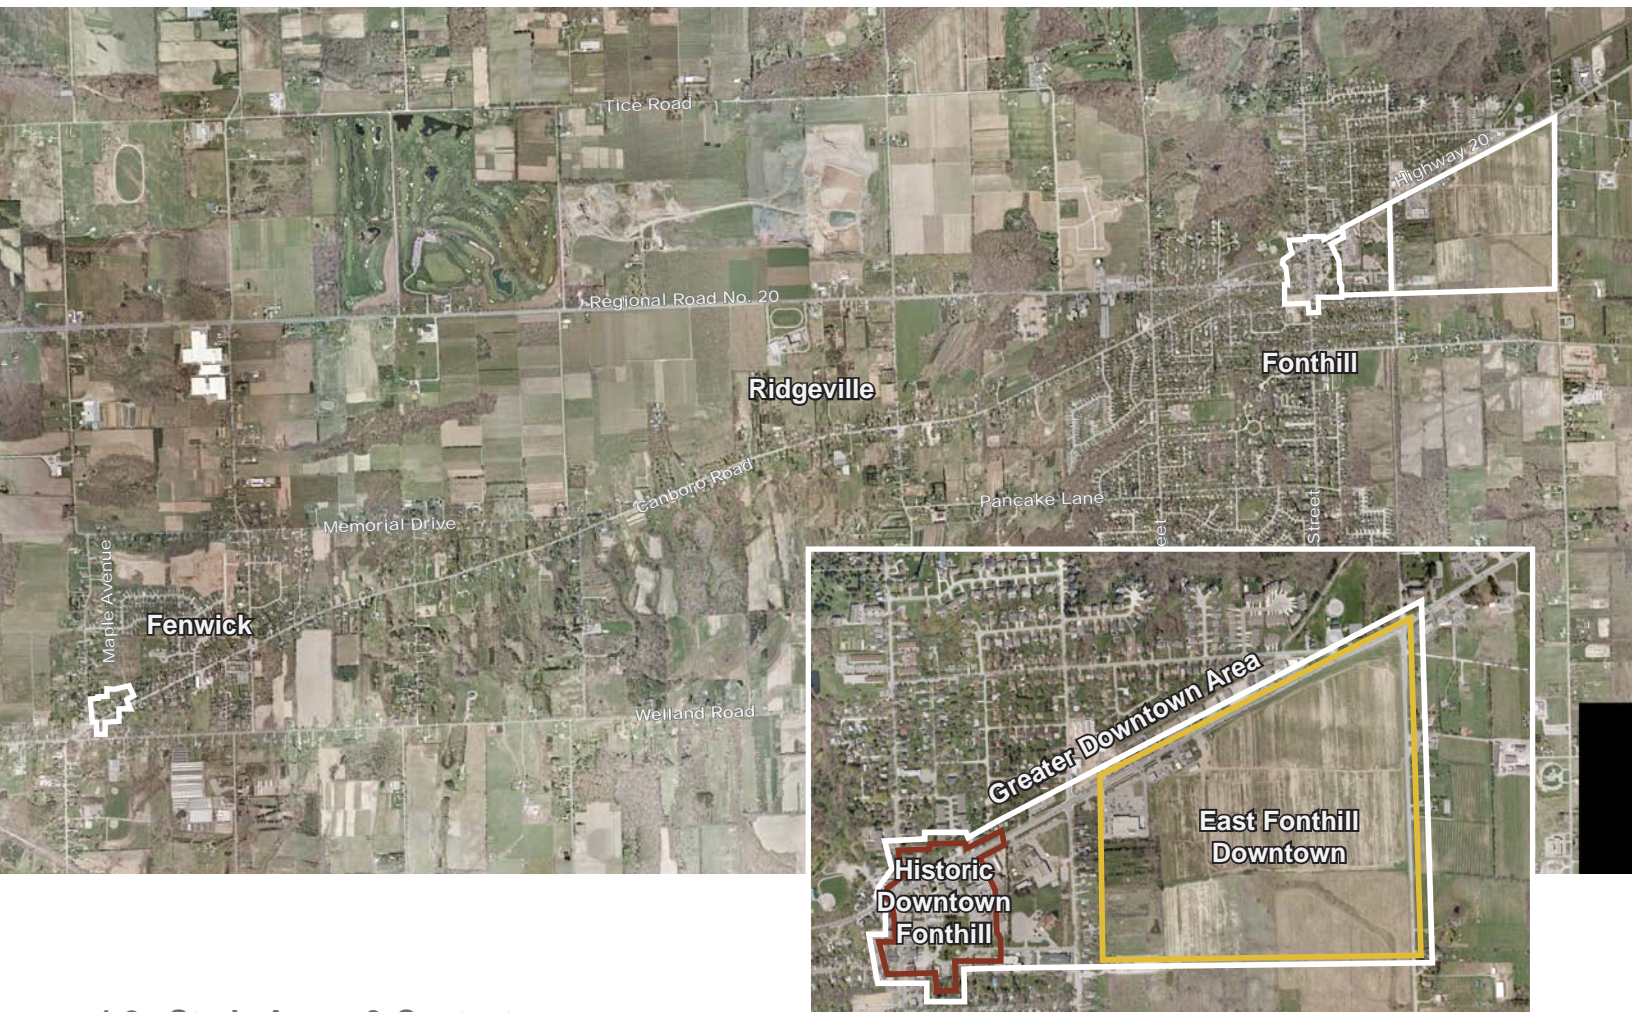 Tice Road
Highway 20
Regional Road No. 20
Fonthill
Ridgeville
Canboro Road
Pancake Lane
Memorial Drive
Street
eet
Maple Avenue
Fenwick
Welland Road
Greater Downtown Area
East Fonthill
Downtown
Historic
Downtown
Fonthill